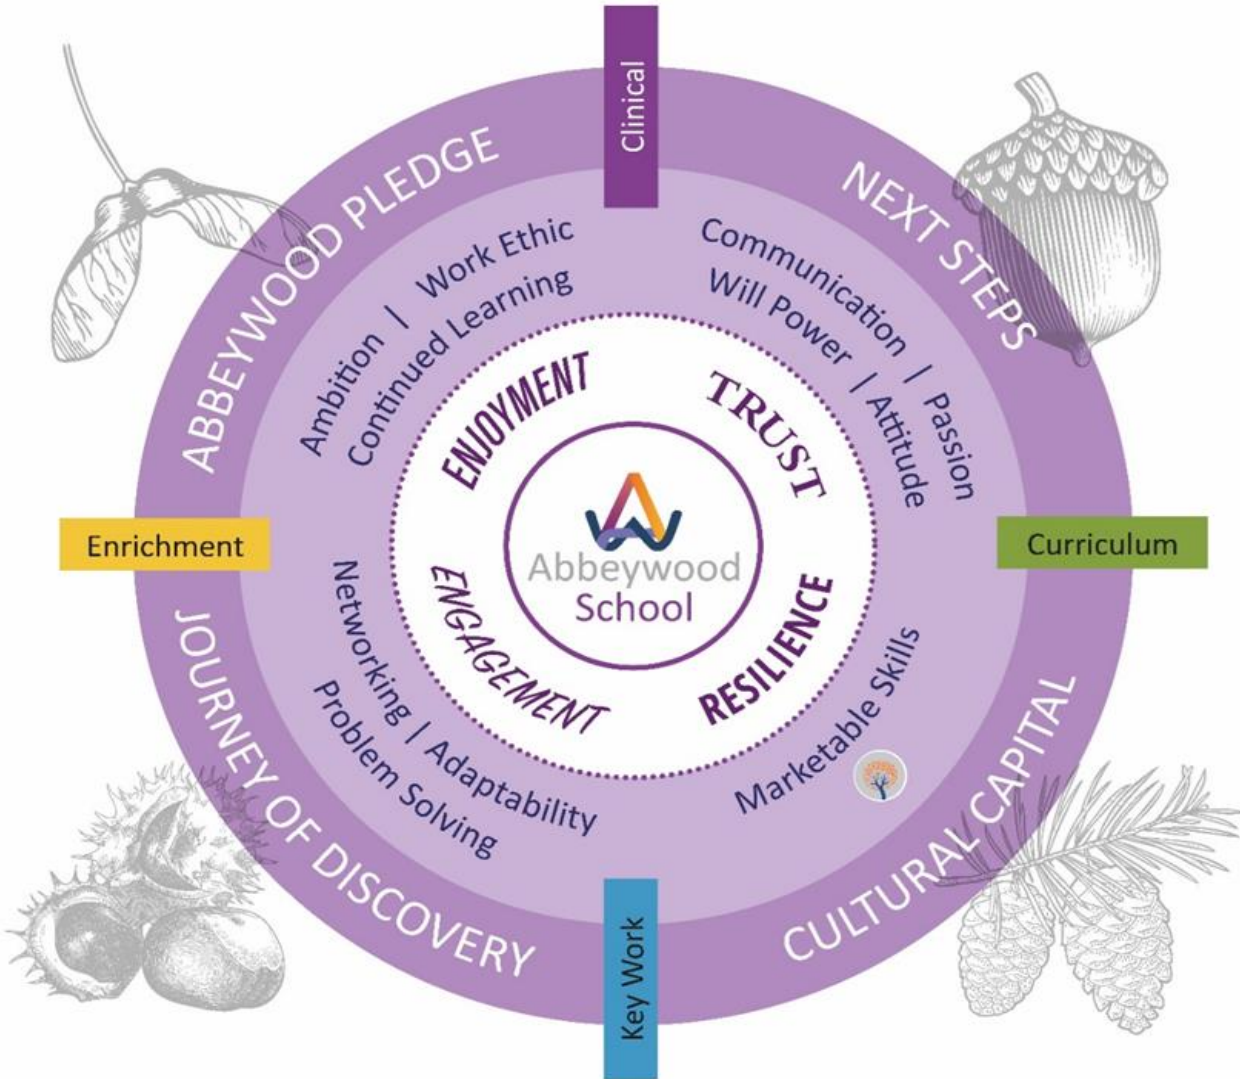 Clinical
ABBEYWOOD PLEDGE
NEXT STEPS
Ambition | Work Ethic
Continued Learning
Communication | Passion
Will Power | Attitude
ENJOYMENT
TRUST
Enrichment
Abbeywood
School
Curriculum
ENGAGEMENT
RESILIENCE
Networking | Adaptability
Problem Solving
Marketable Skills
JOURNEY OF DISCOVERY
CULTURAL CAPITAL
Key Work